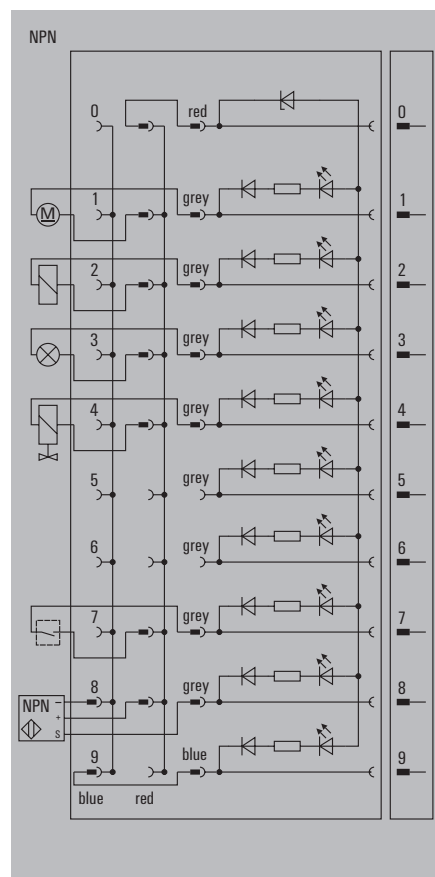 NPN
0 red 0
1 grey 1
M
2 grey 2
3 grey 3
4 grey 4
5 grey 5
6 grey 6
7 grey 7
8 grey 8
NPN −
+
s
9 blue 9
blue red